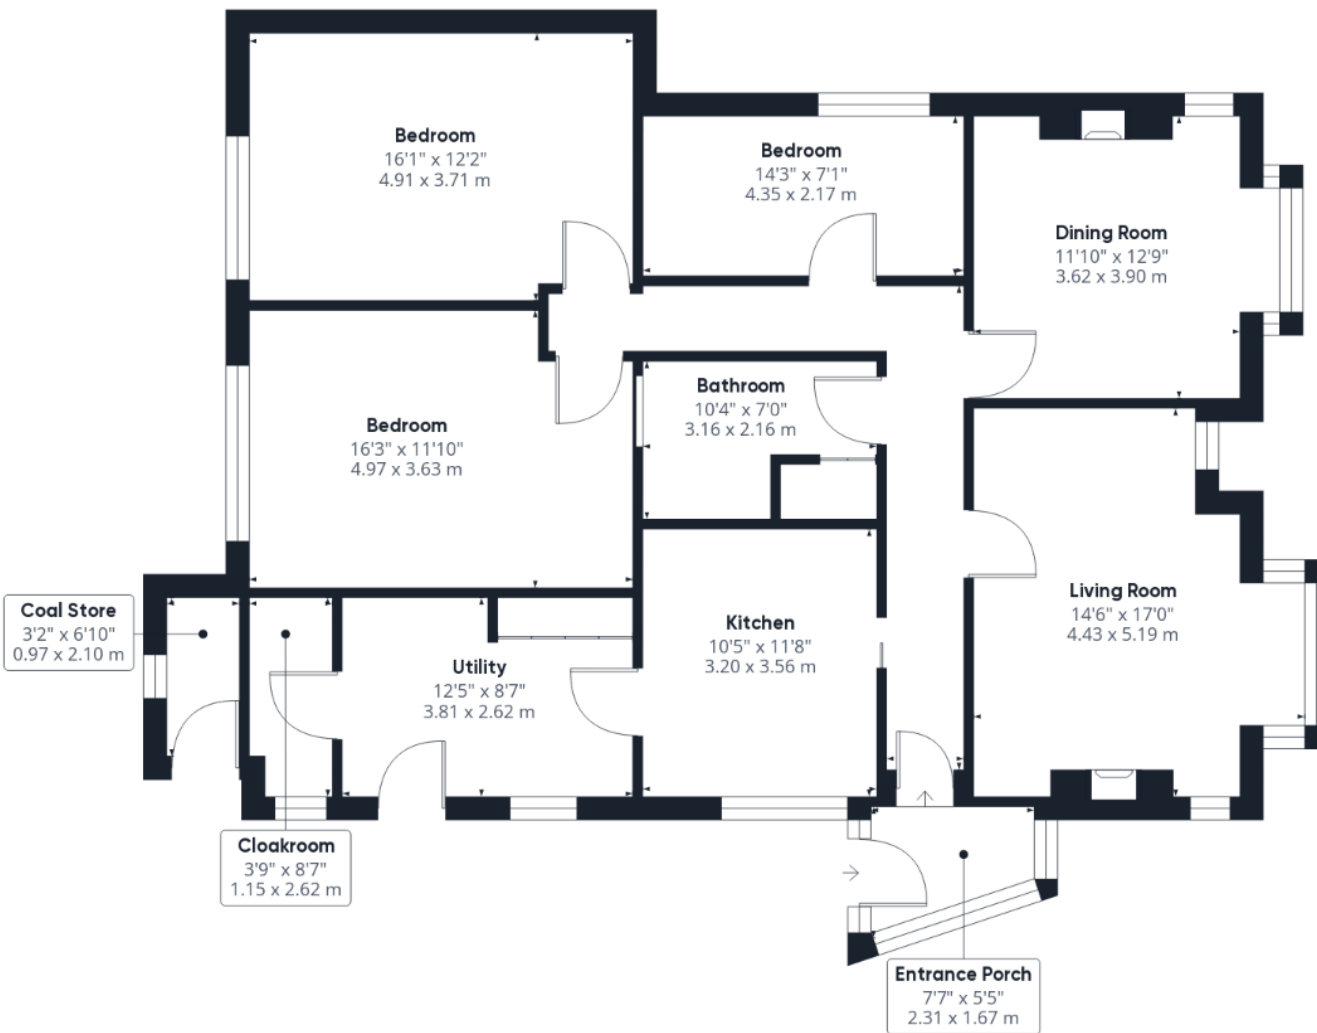 Bedroom
16'1" x 12'2"
4.91 x 3.71 m
Bedroom
14'3" x 7'1"
4.35 x 2.17 m
Dining Room
11'10" x 12'9"
3.62 x 3.90 m
Bedroom
16'3" x 11'10"
4.97 x 3.63 m
Bathroom
10'4" x 7'0"
3.16 x 2.16 m
Coal Store
3'2" x 6'10"
0.97 x 2.10 m
Utility
12'5" x 8'7"
3.81 x 2.62 m
Kitchen
10'5" x 11'8"
3.20 x 3.56 m
Living Room
14'6" x 17'0"
4.43 x 5.19 m
Cloakroom
3'9" x 8'7"
1.15 x 2.62 m
Entrance Porch
7'7" x 5'5"
2.31 x 1.67 m